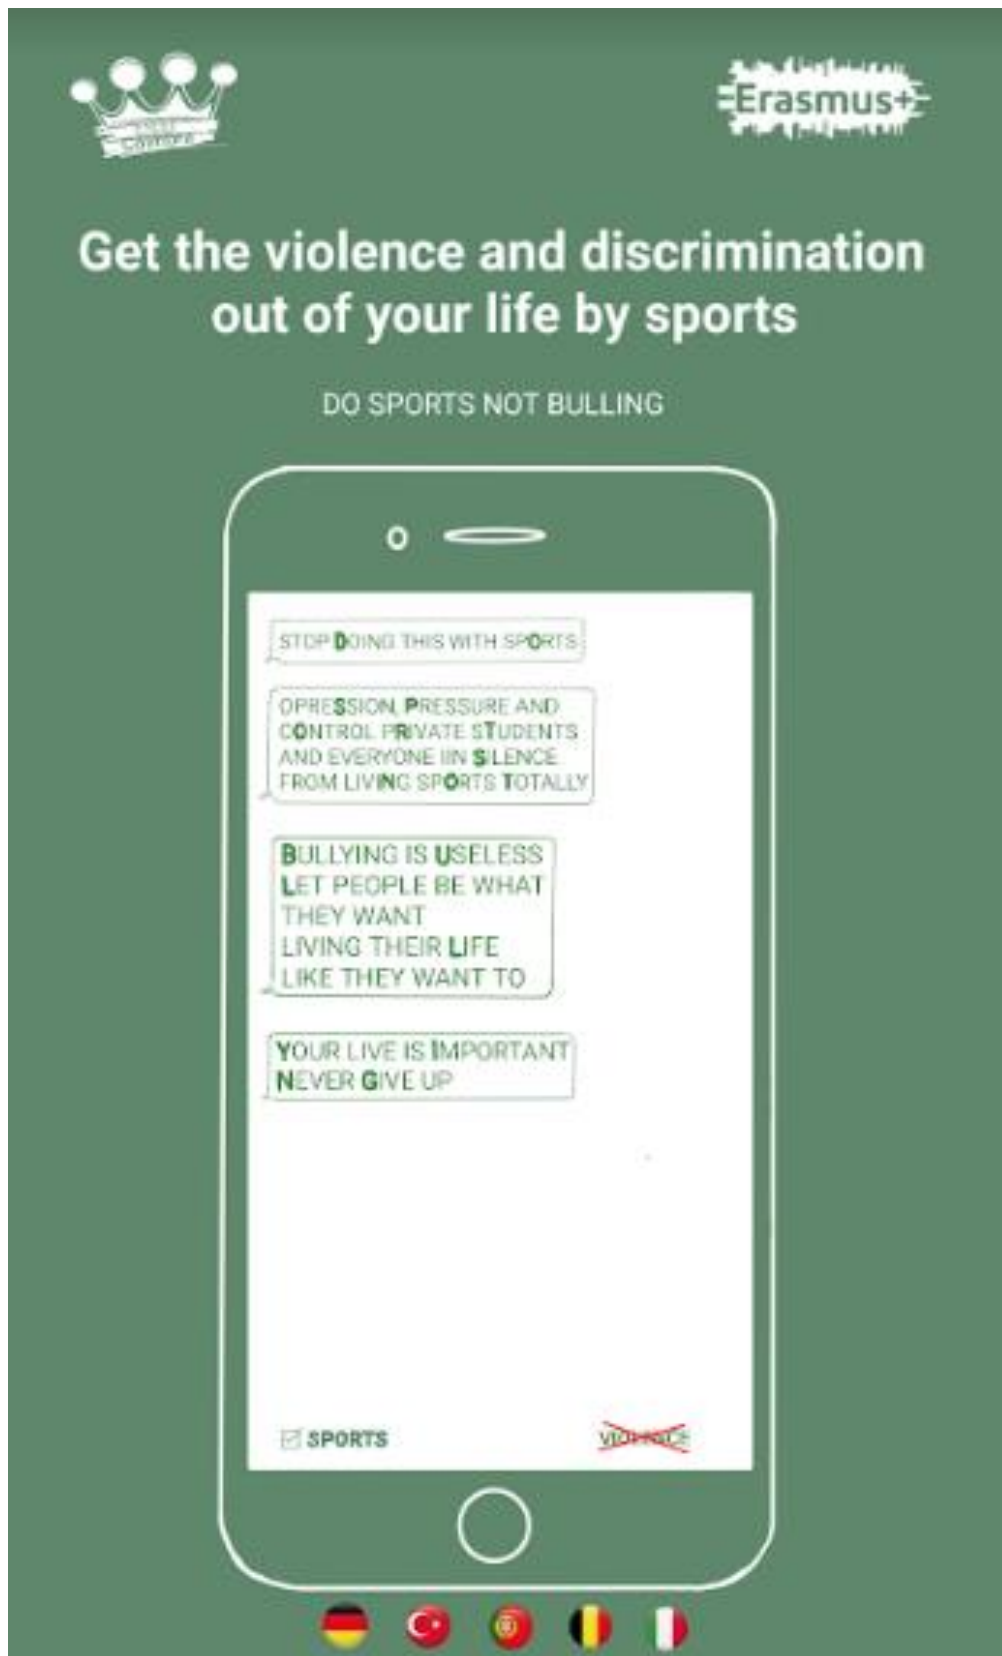 Erasmus+
Get the violence and discrimination
out of your life by sports
DO SPORTS NOT BULLING
STOP DOING THIS WITH SPORTS
OPRESSION, PRESSURE AND
CONTROL PRIVATE STUDENTS
AND EVERYONE IIN SILENCE
FROM LIVING SPORTS TOTALLY
BULLYING IS USELESS
LET PEOPLE BE WHAT
THEY WANT
LIVING THEIR LIFE
LIKE THEY WANT TO
YOUR LIVE IS IMPORTANT
NEVER GIVE UP
SPORTS
VIOLENCE